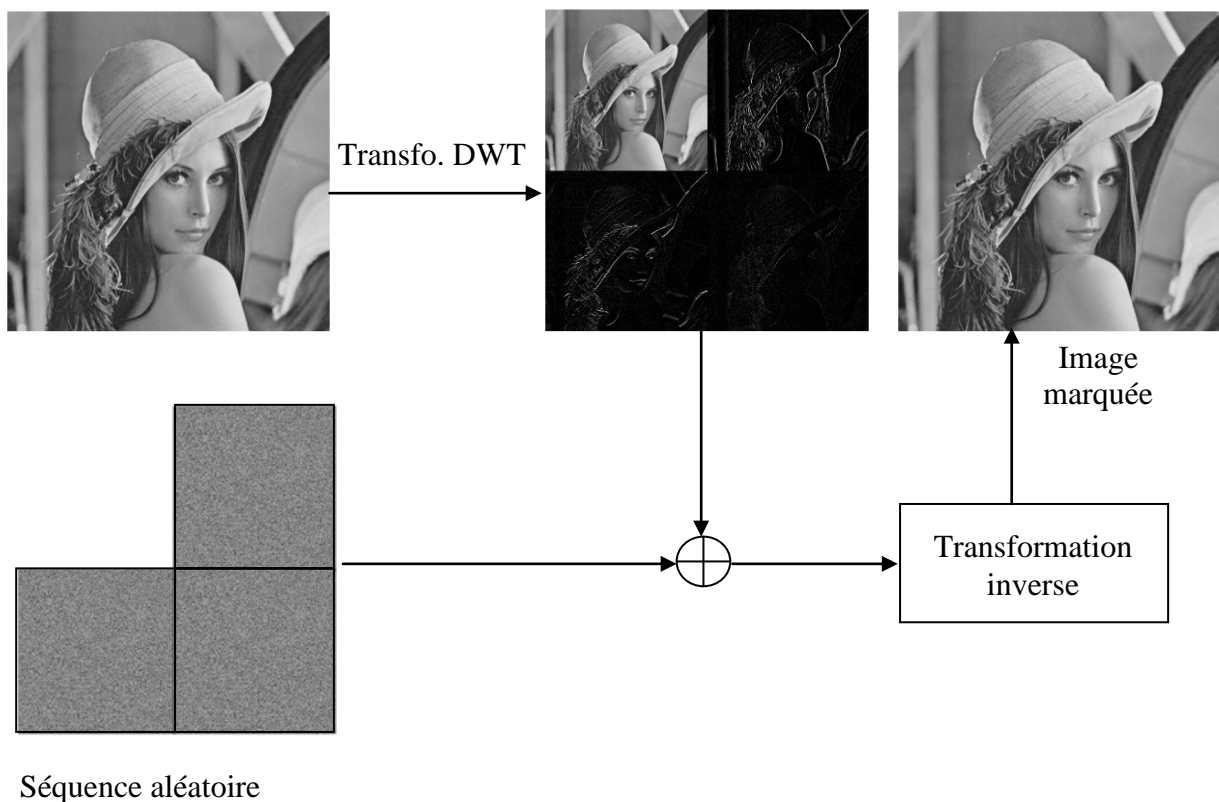 Transfo. DWT
Image
marquée
Transformation
inverse
Séquence aléatoire